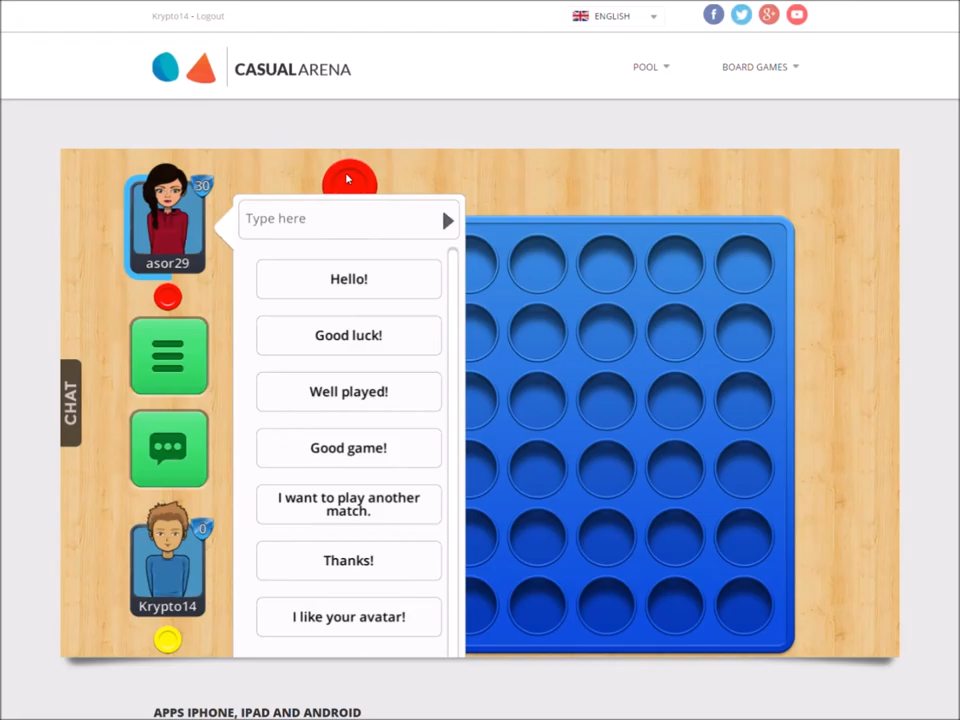 Krypto14 - Logout
ENGLISH
CASUALARENA
POOL
BOARD GAMES
30
asor29
Type here
Hello!
Good luck!
Well played!
Good game!
I want to play another
match.
Thanks!
I like your avatar!
CHAT
0
Krypto14
APPS IPHONE, IPAD AND ANDROID